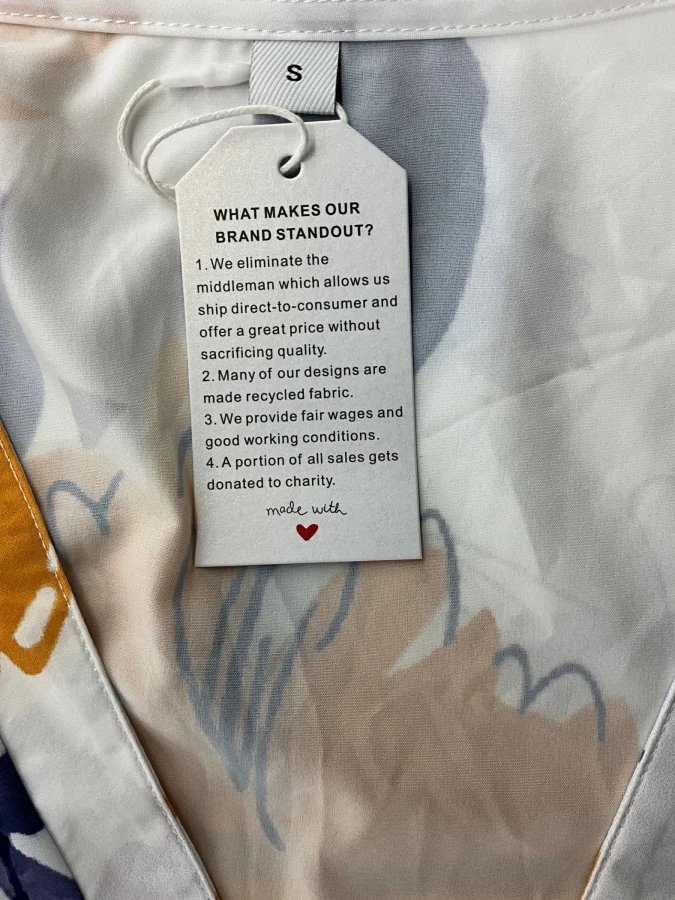 S
WHAT MAKES OUR
BRAND STANDOUT?
1. We eliminate the
middleman which allows us
ship direct-to-consumer and
offer a great price without
sacrificing quality.
2. Many of our designs are
made recycled fabric.
3. We provide fair wages and
good working conditions.
4. A portion of all sales gets
donated to charity.
made with